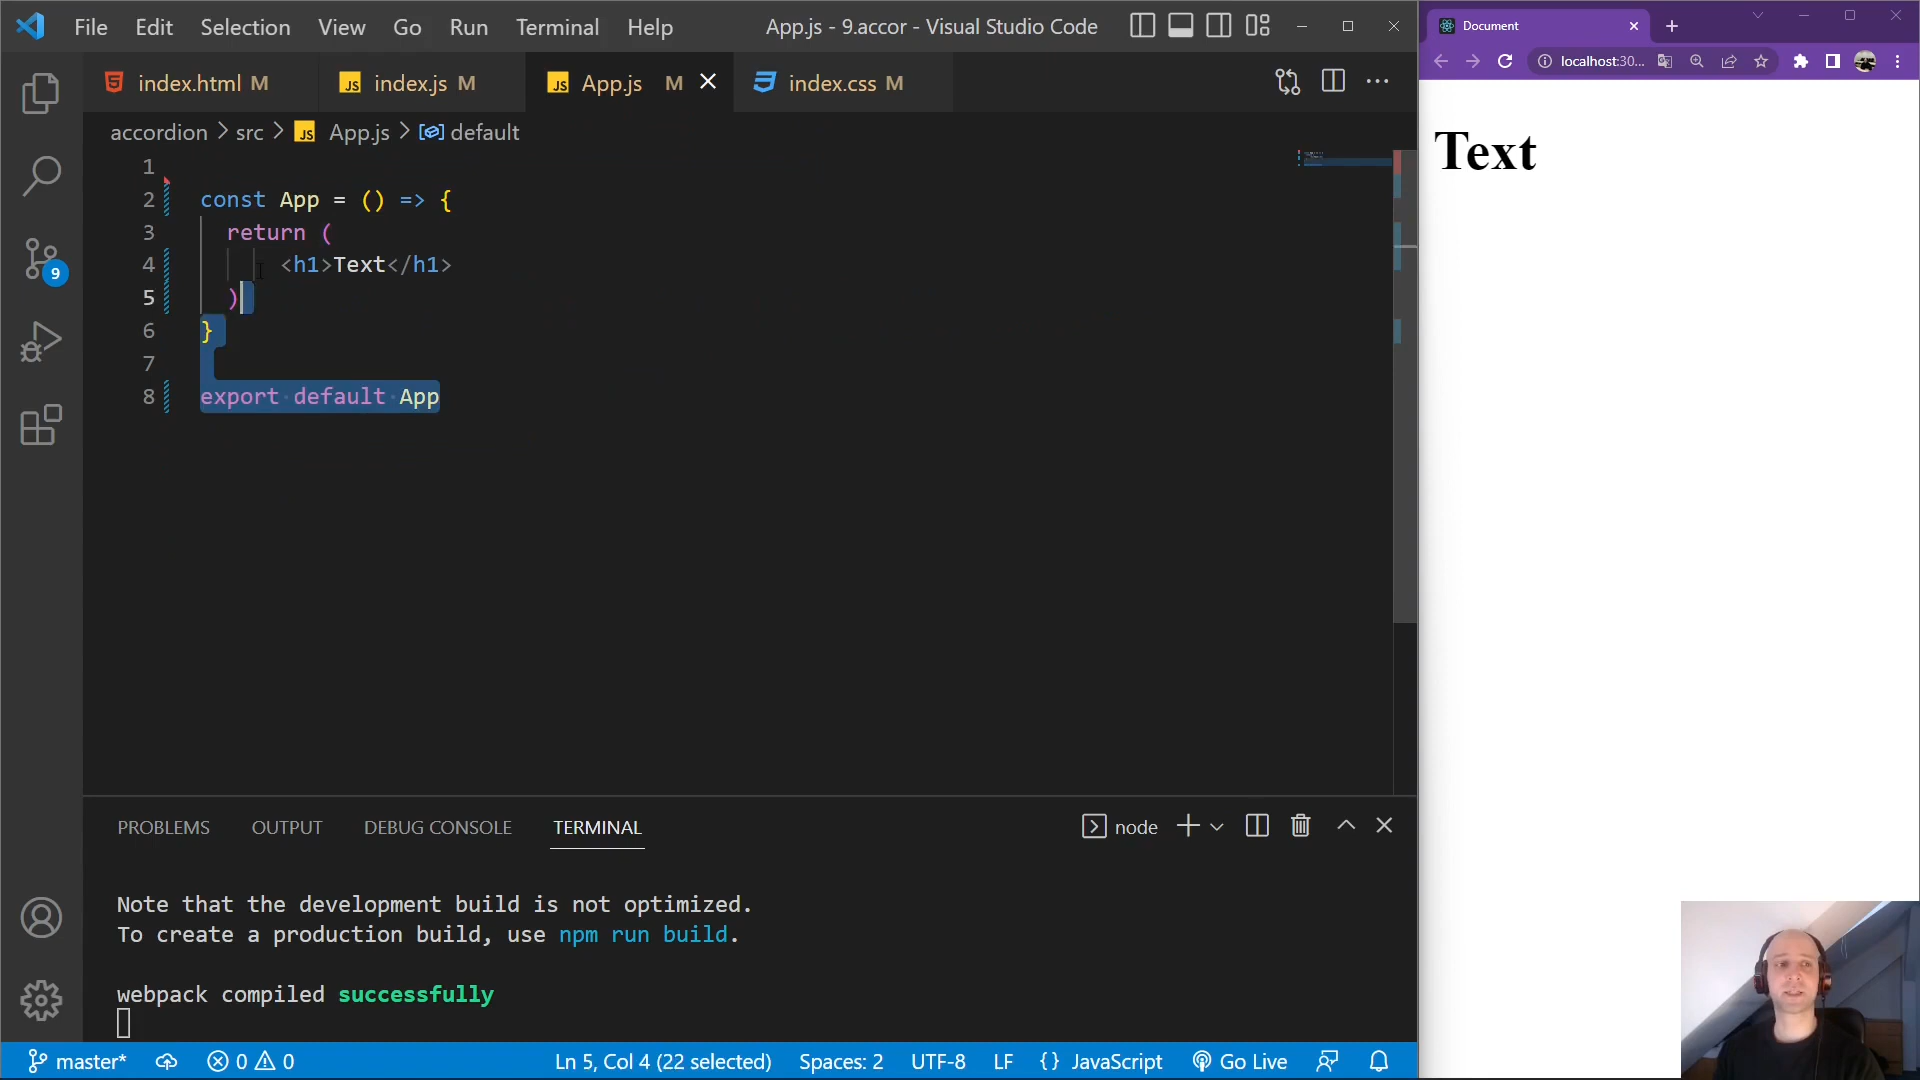 File Edit Selection View Go Run Terminal Help
App.js - 9.accor - Visual Studio Code
Document
index.html M
index.js M
App.js M
index.css M
localhost:30...
accordion > src > JS App.js > default
Text
1
2 const App = () => {
3 return (
4 <h1>Text</h1>
5 )
6 }
7
8 export default App
9
PROBLEMS OUTPUT DEBUG CONSOLE TERMINAL
node
Note that the development build is not optimized.
To create a production build, use npm run build.
webpack compiled successfully
master* 0 0 Ln 5, Col 4 (22 selected) Spaces: 2 UTF-8 LF {} JavaScript Go Live